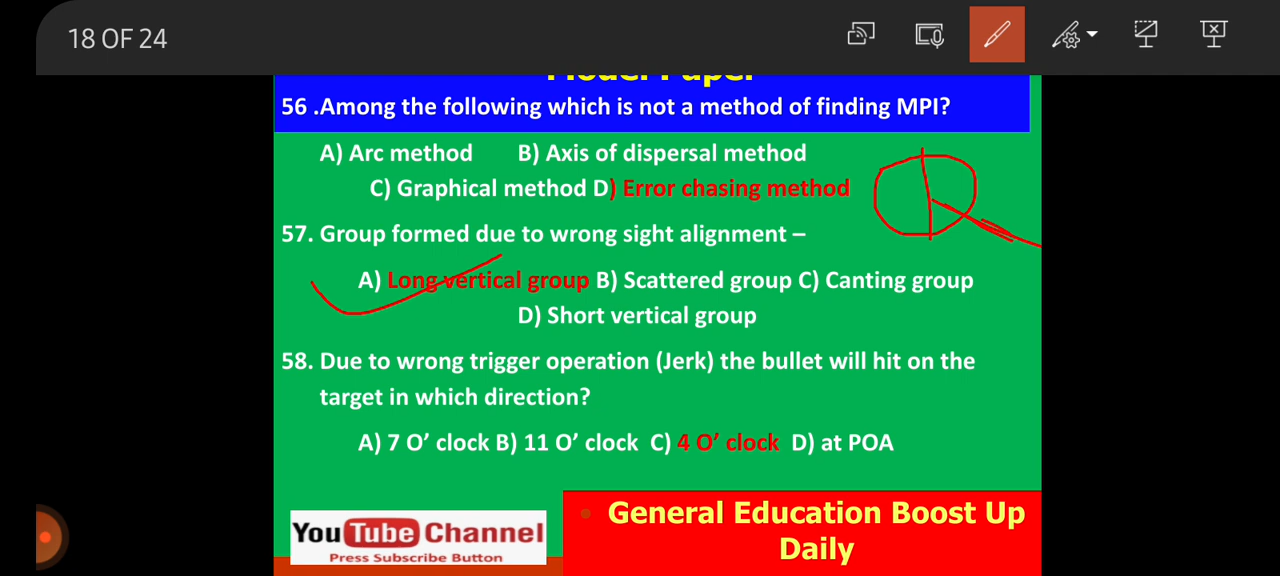 18 OF 24
Model Paper
56 .Among the following which is not a method of finding MPI?
A) Arc method B) Axis of dispersal method
C) Graphical method D) Error chasing method
57. Group formed due to wrong sight alignment –
A) Long vertical group B) Scattered group C) Canting group
D) Short vertical group
58. Due to wrong trigger operation (Jerk) the bullet will hit on the
target in which direction?
A) 7 O’ clock B) 11 O’ clock C) 4 O’ clock D) at POA
YouTube Channel
Press Subscribe Button
• General Education Boost Up
Daily